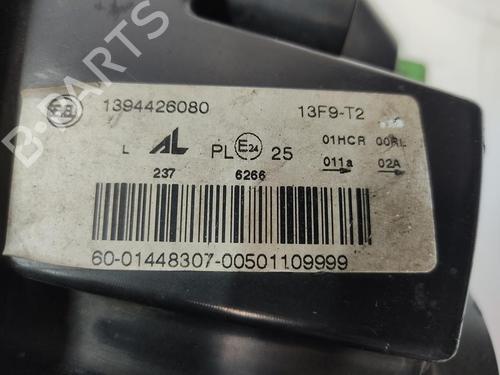 B-PARTS
1394426080 13F9-T2
L AL PL E24 25 01HCR 00RL
011a 02A
237 6266
60-01448307-00501109999